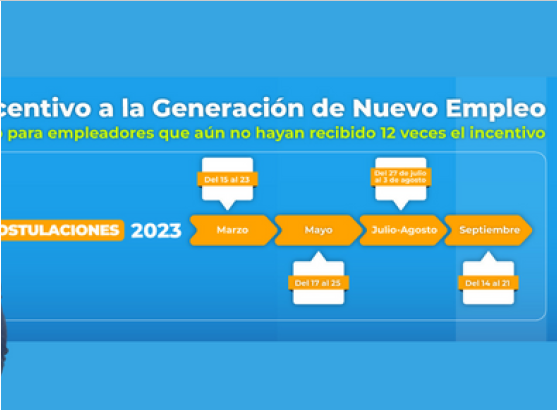 centivo a la Generación de Nuevo Empleo
para empleadores que aún no hayan recibido 12 veces el incentivo
Del 15 al 23
Del 27 de julio
al 3 de agosto
OSTULACIONES 2023
Marzo
Mayo
Julio-Agosto
Septiembre
Del 17 al 25
Del 14 al 21